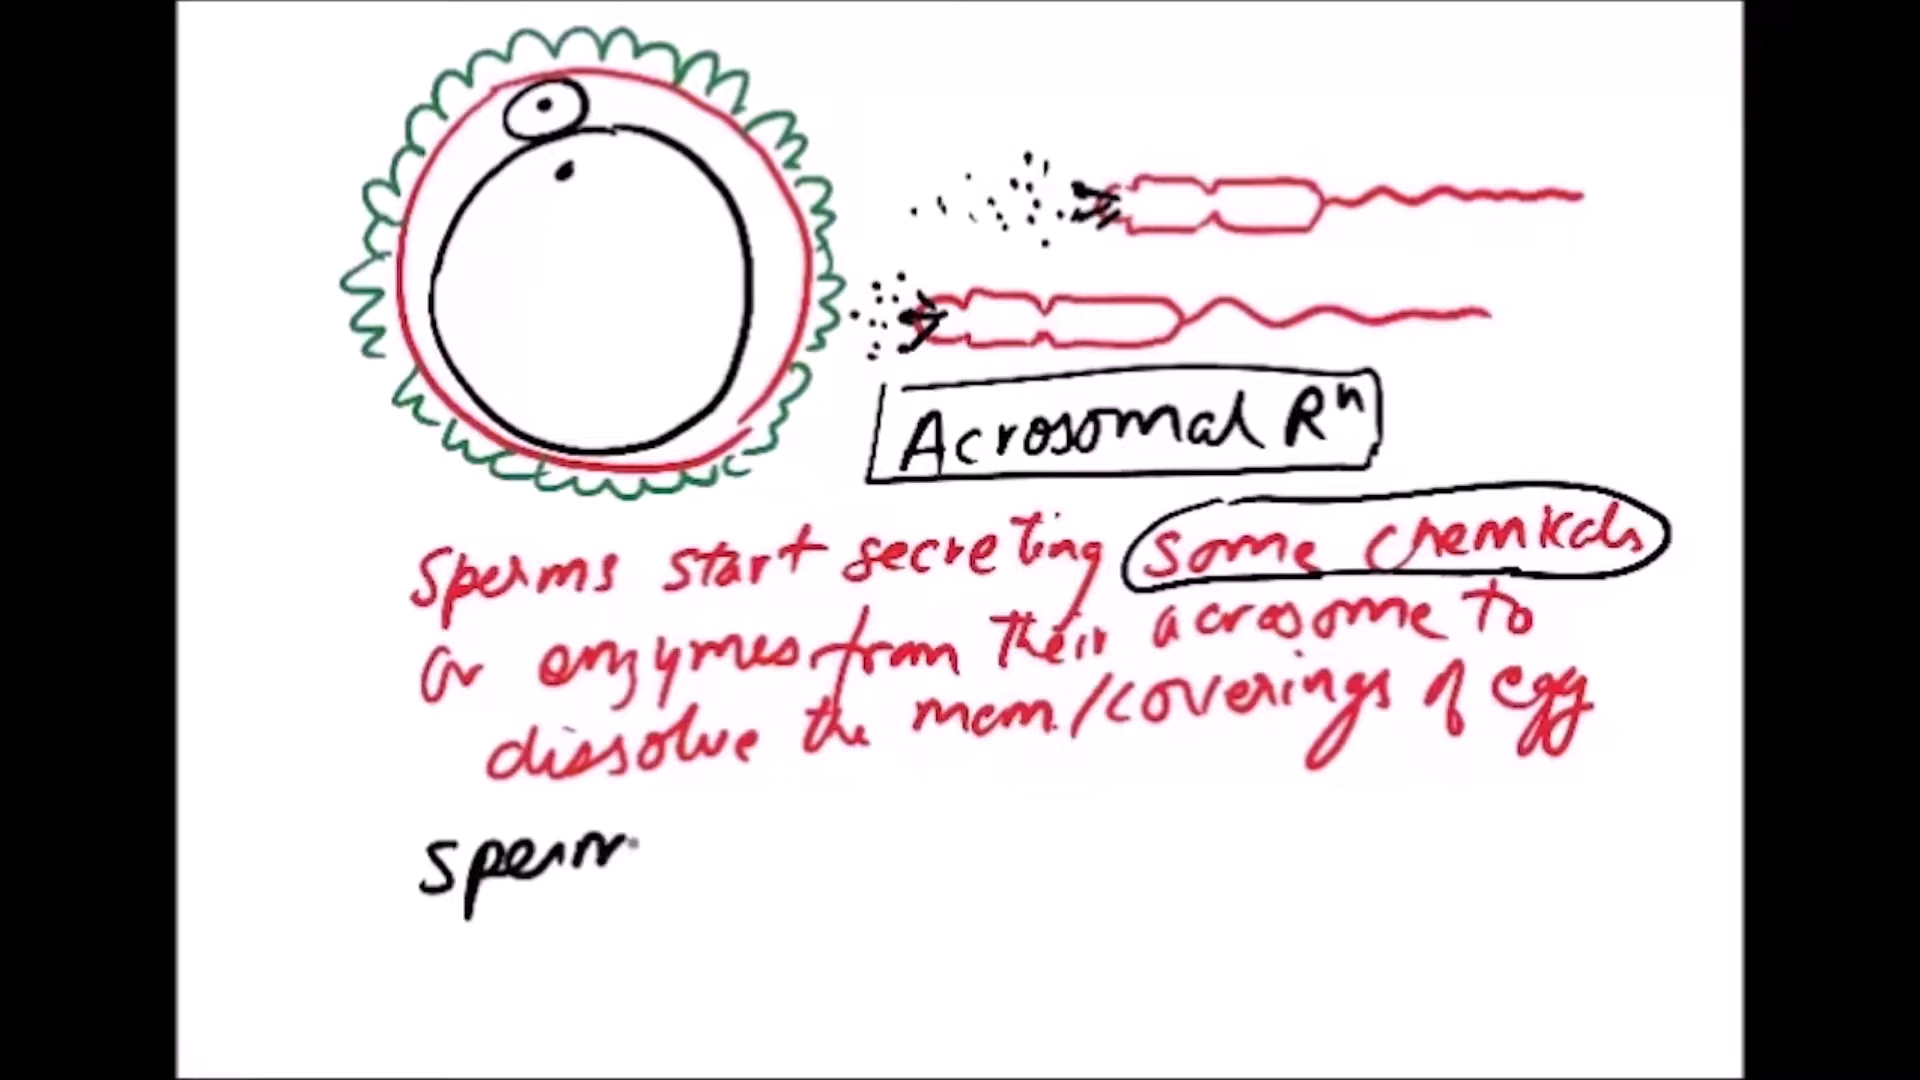 Acrosomal Rn
Sperms start secreting some chemicals
or enzymes from their acrosome to
dissolve the mem/coverings of egg
Sperm